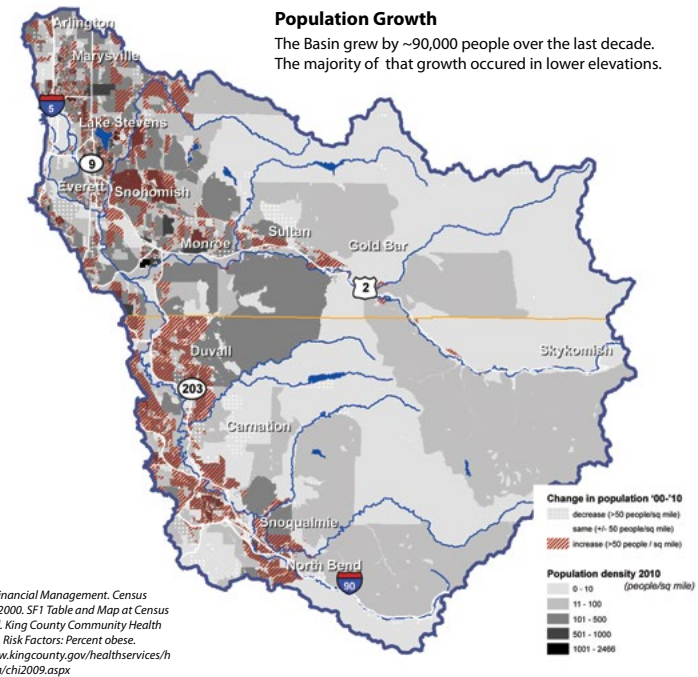 Population Growth
The Basin grew by ~90,000 people over the last decade.
The majority of that growth occured in lower elevations.
Arlington
Marysville
5
Lake Stevens
9
Everett
Snohomish
Monroe
Sultan
Gold Bar
2
Skykomish
Duvall
203
Carnation
Snoqualmie
North Bend
90
Change in population '00-'10
decrease (>50 people/sq mile)
same (+/- 50 people/sq mile)
increase (>50 people / sq mile)
Population density 2010
(people/sq mile)
0 - 10
11 - 100
101 - 500
501 - 1000
1001 - 2466
inancial Management. Census
2000. SF1 Table and Map at Census
. King County Community Health
Risk Factors: Percent obese.
w.kingcounty.gov/healthservices/h
/chi2009.aspx